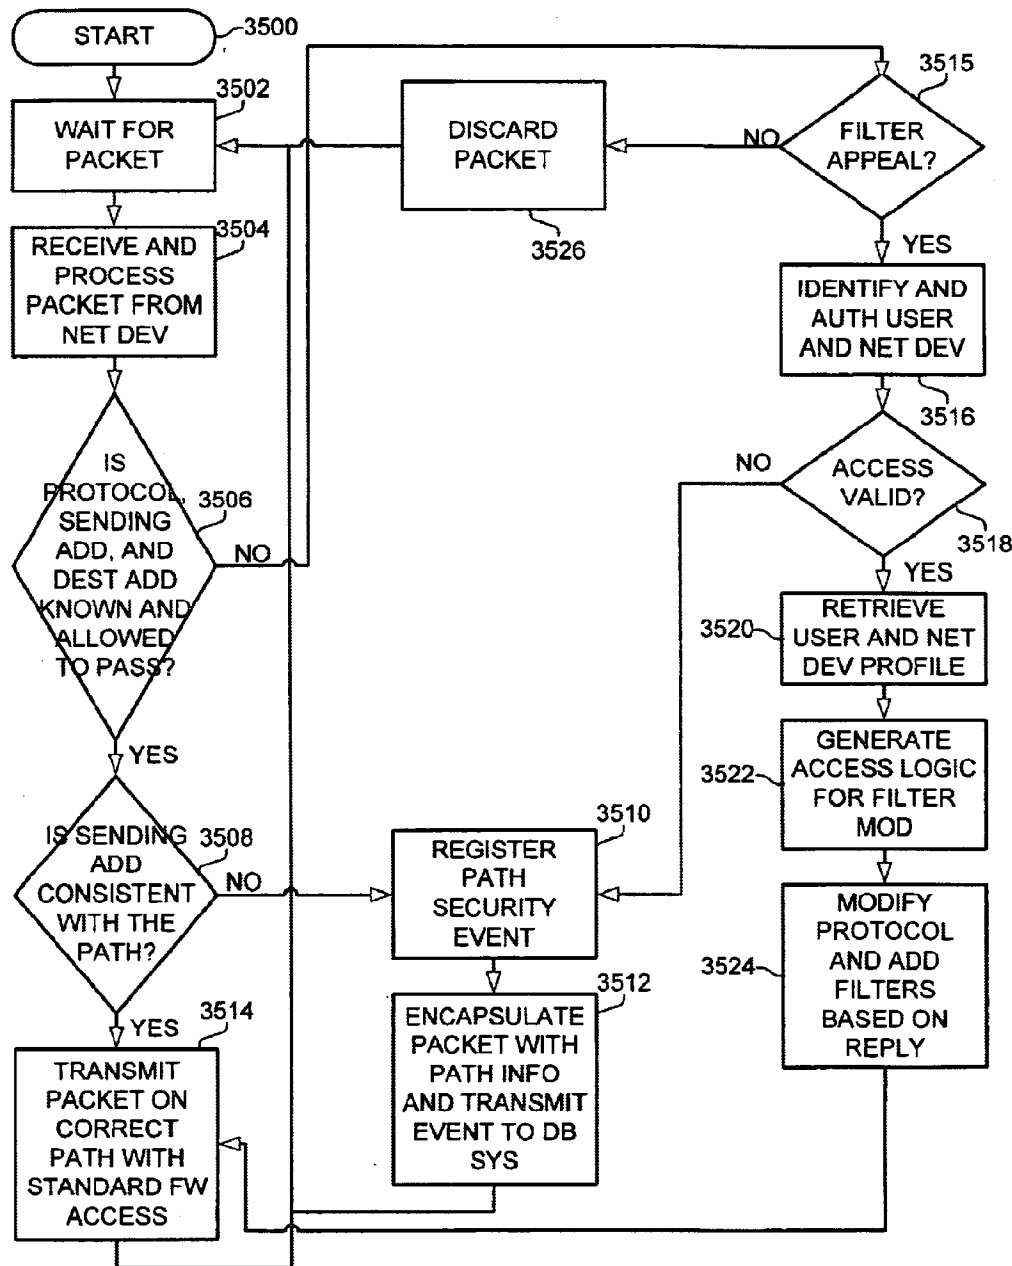 START
3500
3502
WAIT FOR
PACKET
3504
RECEIVE AND
PROCESS
PACKET FROM
NET DEV
IS
PROTOCOL,
SENDING
ADD, AND
DEST ADD
KNOWN AND
ALLOWED
TO PASS?
3506
NO
YES
IS SENDING
ADD
CONSISTENT
WITH THE
PATH?
3508
NO
YES
3514
TRANSMIT
PACKET ON
CORRECT
PATH WITH
STANDARD FW
ACCESS
DISCARD
PACKET
3526
3510
REGISTER
PATH
SECURITY
EVENT
3512
ENCAPSULATE
PACKET WITH
PATH INFO
AND TRANSMIT
EVENT TO DB
SYS
3515
FILTER
APPEAL?
NO
YES
IDENTIFY AND
AUTH USER
AND NET DEV
3516
ACCESS
VALID?
NO
3518
YES
3520
RETRIEVE
USER AND NET
DEV PROFILE
3522
GENERATE
ACCESS LOGIC
FOR FILTER
MOD
3524
MODIFY
PROTOCOL
AND ADD
FILTERS
BASED ON
REPLY